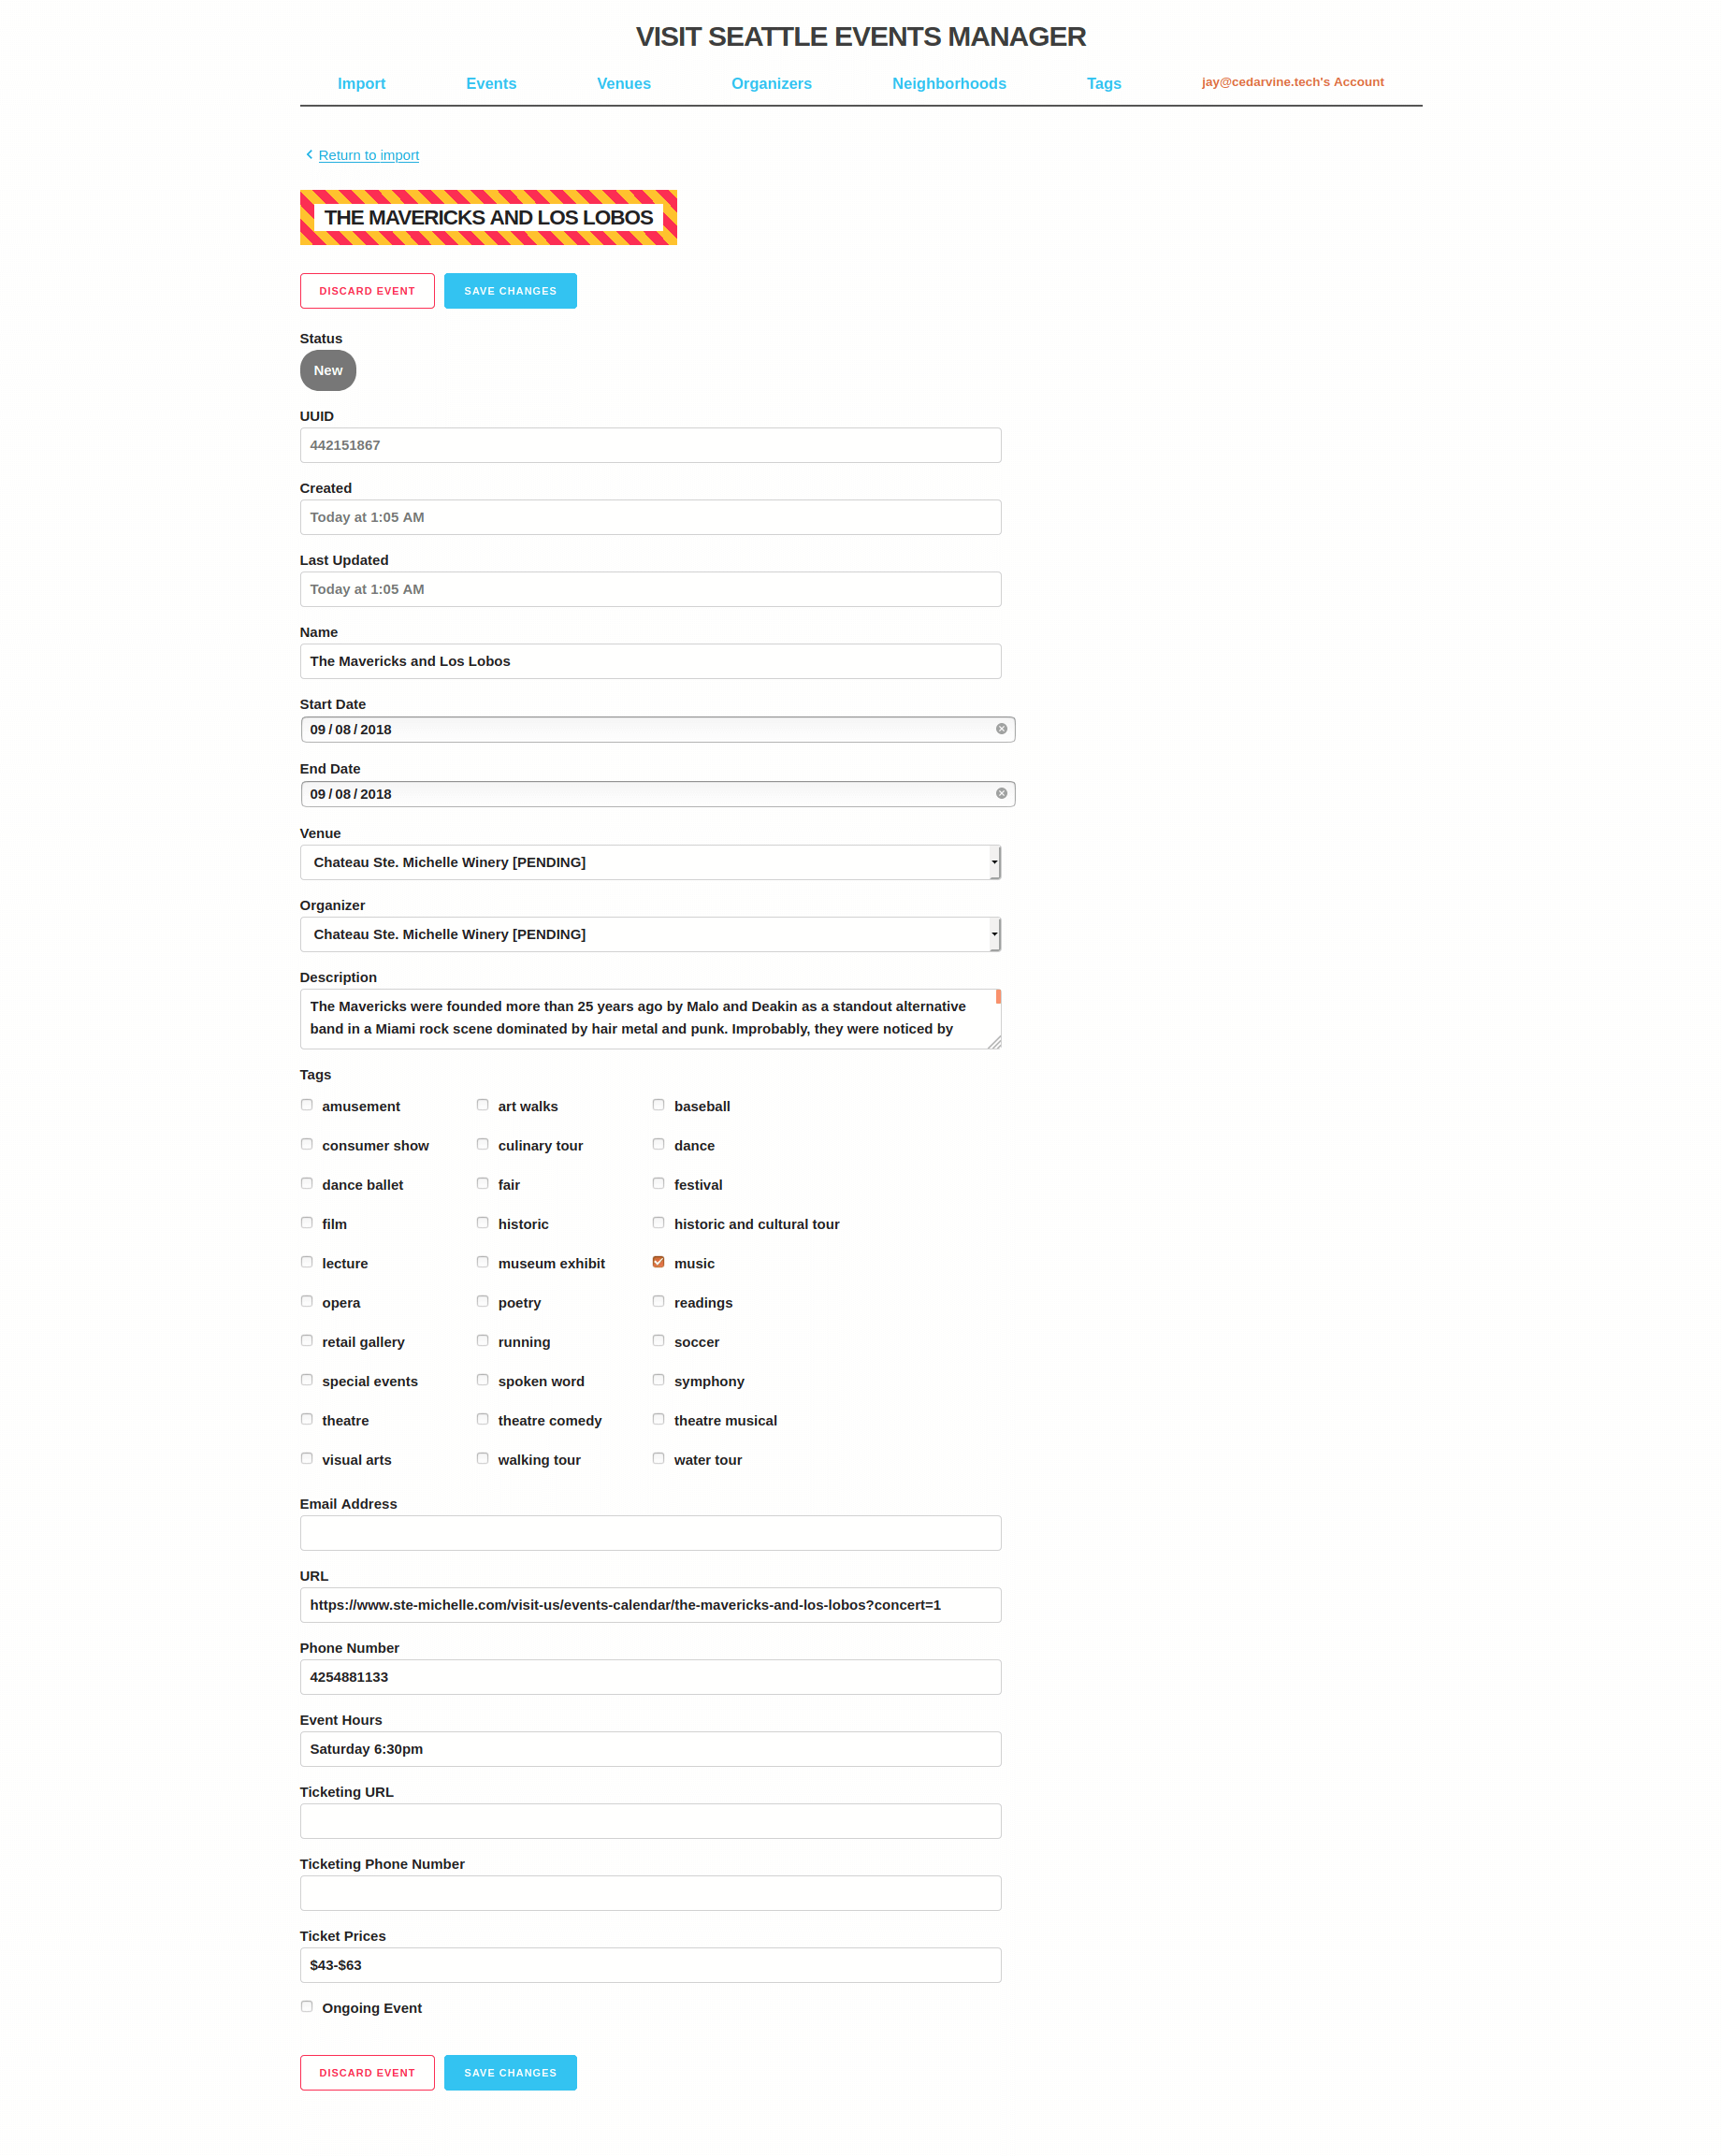 VISIT SEATTLE EVENTS MANAGER
Import Events Venues Organizers Neighborhoods Tags jay@cedarvine.tech's Account
Return to import
THE MAVERICKS AND LOS LOBOS
DISCARD EVENT SAVE CHANGES
Status
New
UUID
442151867
Created
Today at 1:05 AM
Last Updated
Today at 1:05 AM
Name
The Mavericks and Los Lobos
Start Date
09 / 08 / 2018
End Date
09 / 08 / 2018
Venue
Chateau Ste. Michelle Winery [PENDING]
Organizer
Chateau Ste. Michelle Winery [PENDING]
Description
The Mavericks were founded more than 25 years ago by Malo and Deakin as a standout alternative
band in a Miami rock scene dominated by hair metal and punk. Improbably, they were noticed by
Tags
amusement art walks baseball
consumer show culinary tour dance
dance ballet fair festival
film historic historic and cultural tour
lecture museum exhibit music
opera poetry readings
retail gallery running soccer
special events spoken word symphony
theatre theatre comedy theatre musical
visual arts walking tour water tour
Email Address
URL
https://www.ste-michelle.com/visit-us/events-calendar/the-mavericks-and-los-lobos?concert=1
Phone Number
4254881133
Event Hours
Saturday 6:30pm
Ticketing URL
Ticketing Phone Number
Ticket Prices
$43-$63
Ongoing Event
DISCARD EVENT SAVE CHANGES